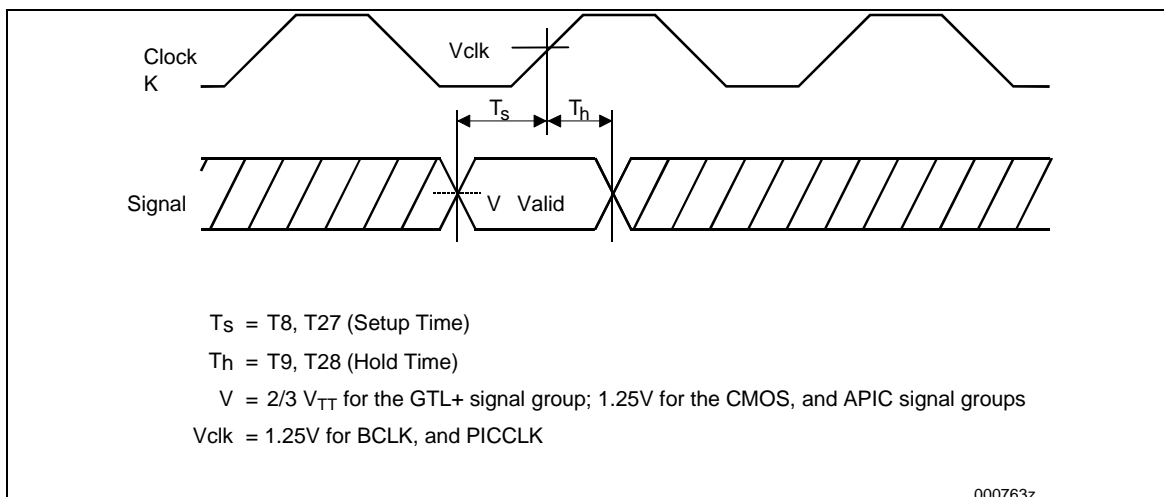 Clock
K
Vclk
Ts
Th
Signal
V Valid
Ts = T8, T27 (Setup Time)
Th = T9, T28 (Hold Time)
V = 2/3 VTT for the GTL+ signal group; 1.25V for the CMOS, and APIC signal groups
Vclk = 1.25V for BCLK, and PICCLK
000763z